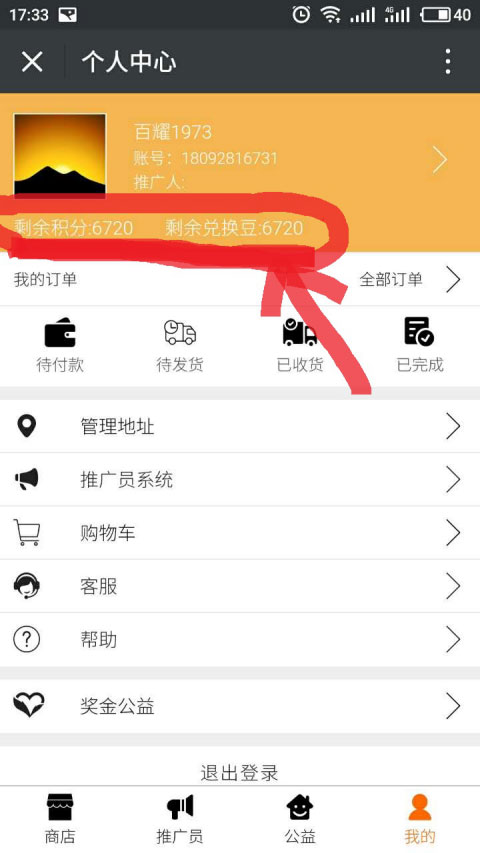 17:33 4G 40
个人中心
百耀1973
账号：18092816731
推广人:
剩余积分:6720 剩余兑换豆:6720
我的订单 全部订单
待付款 待发货 已收货 已完成
管理地址
推广员系统
购物车
客服
帮助
奖金公益
退出登录
商店 推广员 公益 我的